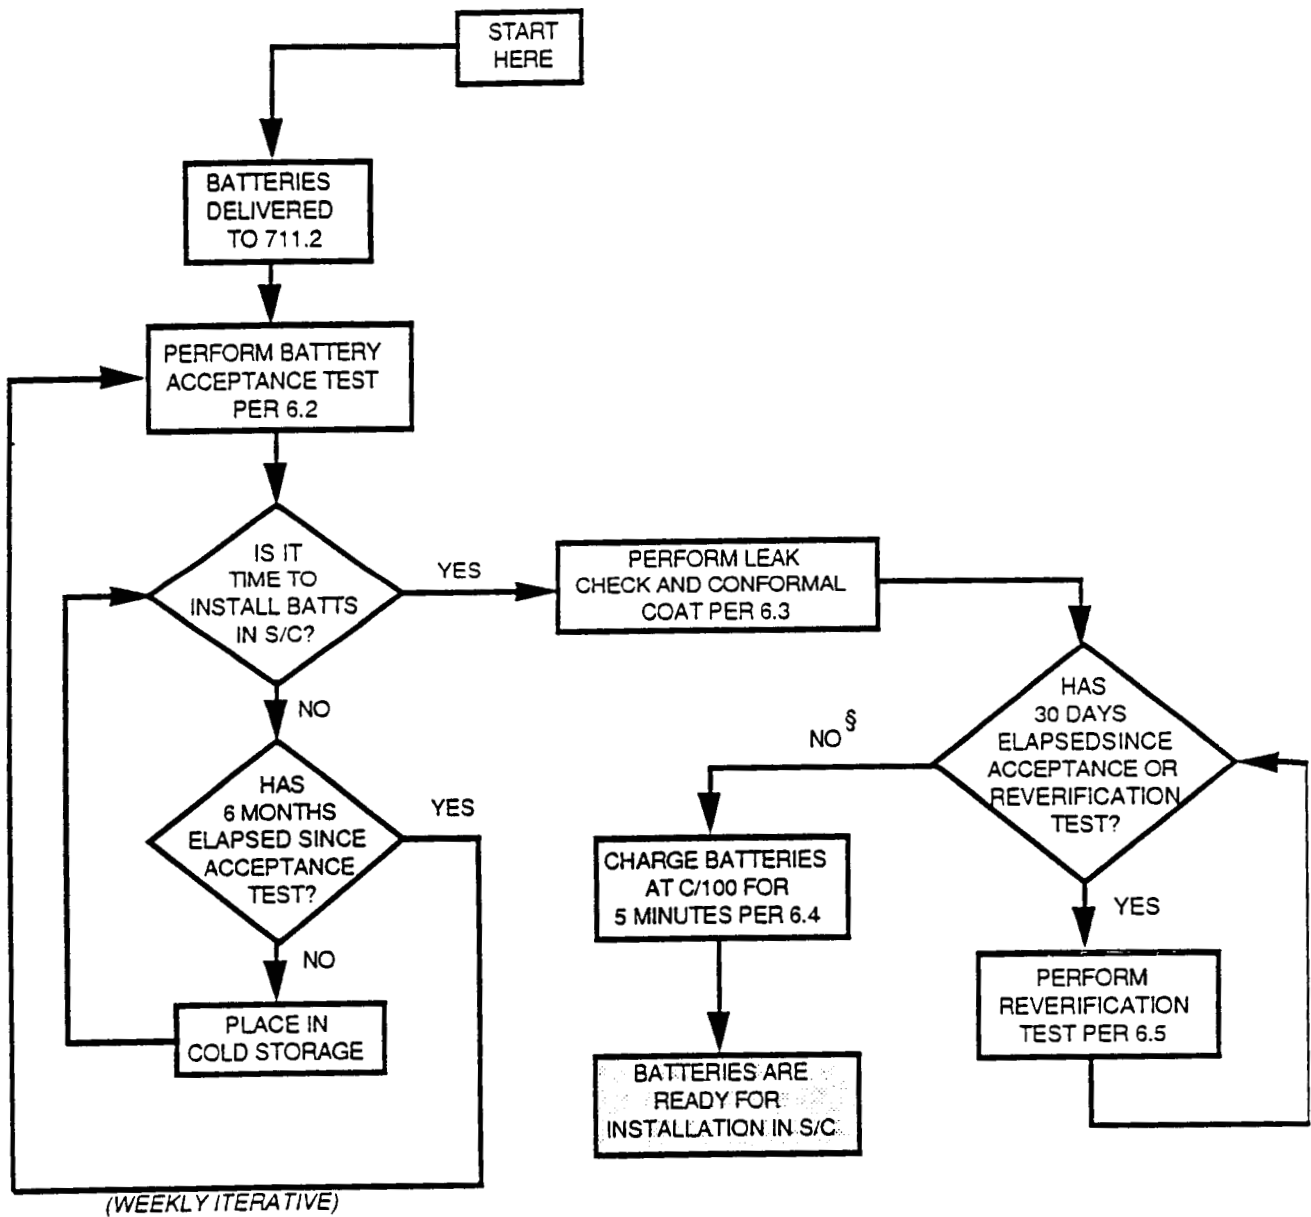 START
HERE
BATTERIES
DELIVERED
TO 711.2
PERFORM BATTERY
ACCEPTANCE TEST
PER 6.2
IS IT
TIME TO
INSTALL BATTS
IN S/C?
YES
NO
HAS
6 MONTHS
ELAPSED SINCE
ACCEPTANCE
TEST?
YES
NO
PLACE IN
COLD STORAGE
(WEEKLY ITERATIVE)
PERFORM LEAK
CHECK AND CONFORMAL
COAT PER 6.3
HAS
30 DAYS
ELAPSEDSINCE
ACCEPTANCE OR
REVERIFICATION
TEST?
NO§
YES
CHARGE BATTERIES
AT C/100 FOR
5 MINUTES PER 6.4
PERFORM
REVERIFICATION
TEST PER 6.5
BATTERIES ARE
READY FOR
INSTALLATION IN S/C